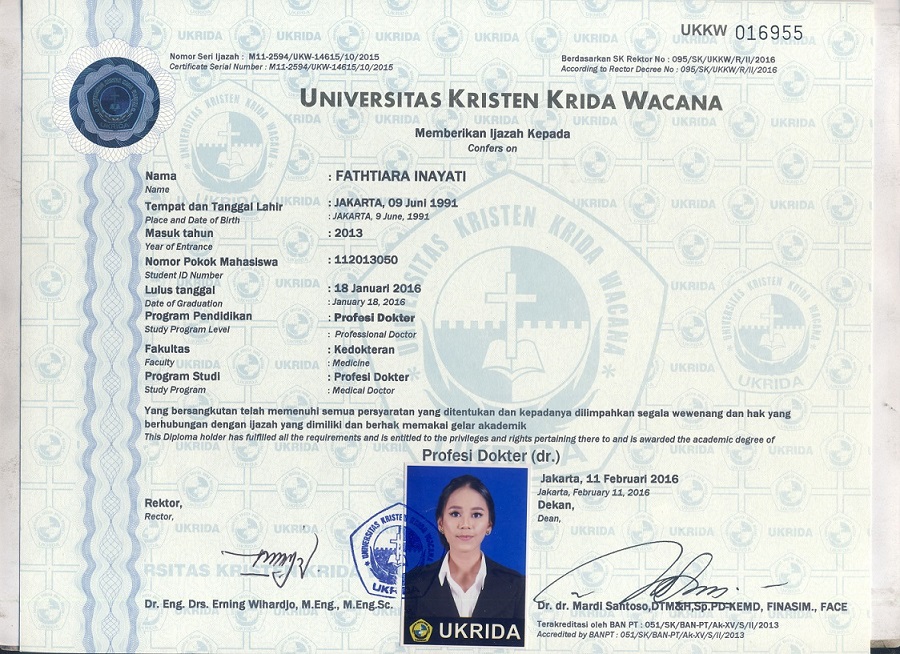 UKKW 016955
Nomor Seri Ijazah : M11-2594/UKW-14615/10/2015
Certificate Serial Number : M11-2594/UKW-14615/10/2015
Berdasarkan SK Rektor No : 095/SK/UKKW/R/II/2016
According to Rector Decree No : 095/SK/UKKW/R/II/2016
UNIVERSITAS KRISTEN KRIDA WACANA
Memberikan Ijazah Kepada
Confers on
Nama : FATHTIARA INAYATI
Name
Tempat dan Tanggal Lahir : JAKARTA, 09 Juni 1991
Place and Date of Birth : JAKARTA, 9 June, 1991
Masuk tahun : 2013
Year of Entrance
Nomor Pokok Mahasiswa : 112013050
Student ID Number
Lulus tanggal : 18 Januari 2016
Date of Graduation : January 18, 2016
Program Pendidikan : Profesi Dokter
Study Program Level : Professional Doctor
Fakultas : Kedokteran
Faculty : Medicine
Program Studi : Profesi Dokter
Study Program : Medical Doctor
Yang bersangkutan telah memenuhi semua persyaratan yang ditentukan dan kepadanya dilimpahkan segala wewenang dan hak yang
berhubungan dengan ijazah yang dimiliki dan berhak memakai gelar akademik
This Diploma holder has fulfilled all the requirements and is entitled to the privileges and rights pertaining there to and is awarded the academic degree of
Profesi Dokter (dr.)
Jakarta, 11 Februari 2016
Jakarta, February 11, 2016
Rektor,
Rector,
Dekan,
Dean,
Dr. Eng. Drs. Erning Wihardjo, M.Eng., M.Eng.Sc.
Dr. dr. Mardi Santoso,DTM&H,Sp.PD-KEMD, FINASIM., FACE
Terakreditasi oleh BAN PT : 051/SK/BAN-PT/Ak-XV/S/II/2013
Accredited by BANPT : 051/SK/BAN-PT/Ak-XV/S/II/2013
UKRIDA